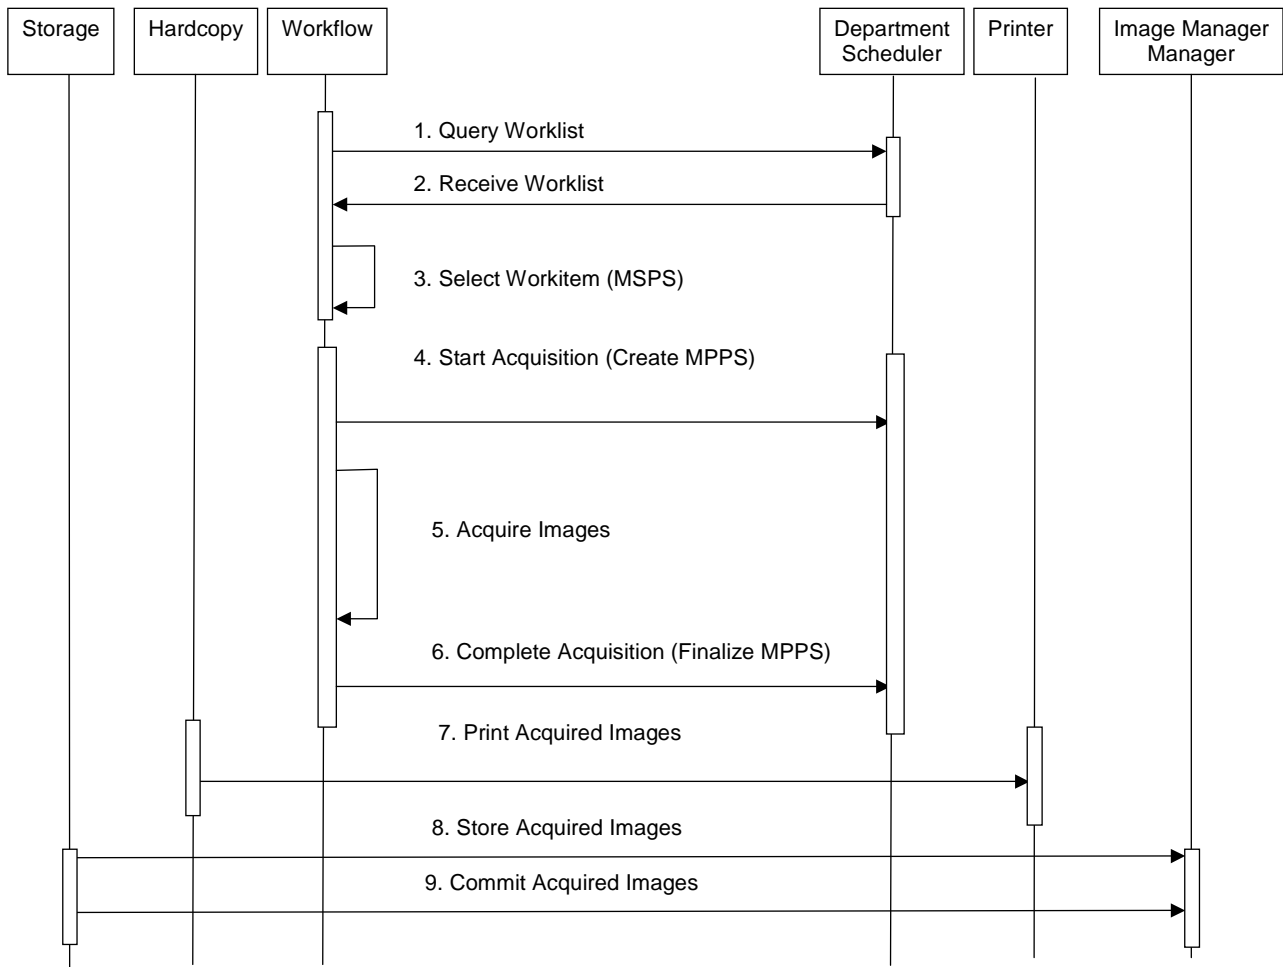 Storage
Hardcopy
Workflow
Department
Scheduler
Printer
Image Manager
Manager
1. Query Worklist
2. Receive Worklist
3. Select Workitem (MSPS)
4. Start Acquisition (Create MPPS)
5. Acquire Images
6. Complete Acquisition (Finalize MPPS)
7. Print Acquired Images
8. Store Acquired Images
9. Commit Acquired Images